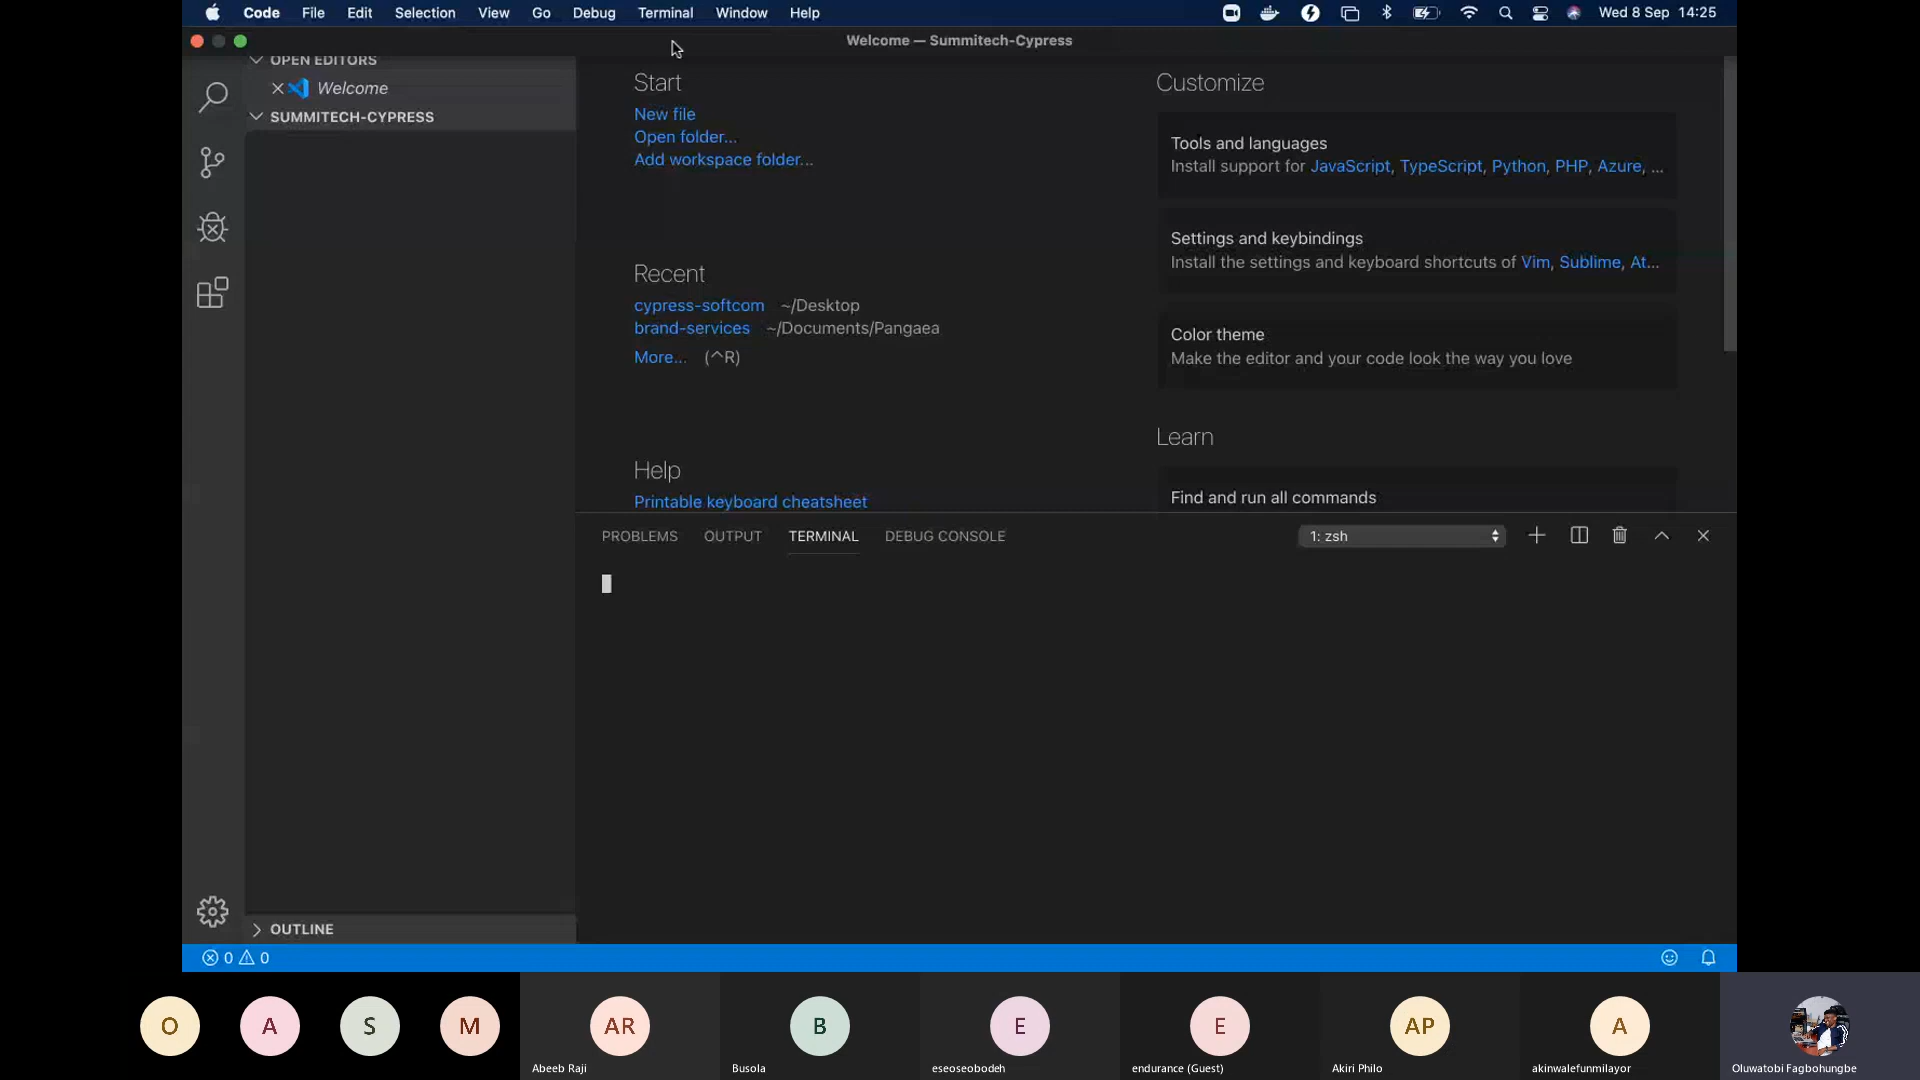 Code File Edit Selection View Go Debug Terminal Window Help Wed 8 Sep 14:25
Welcome — Summitech-Cypress
OPEN EDITORS
Welcome
SUMMITECH-CYPRESS
OUTLINE
Start
New file
Open folder...
Add workspace folder...
Recent
cypress-softcom ~/Desktop
brand-services ~/Documents/Pangaea
More... (^R)
Help
Printable keyboard cheatsheet
Customize
Tools and languages
Install support for JavaScript, TypeScript, Python, PHP, Azure, ...
Settings and keybindings
Install the settings and keyboard shortcuts of Vim, Sublime, At...
Color theme
Make the editor and your code look the way you love
Learn
Find and run all commands
PROBLEMS OUTPUT TERMINAL DEBUG CONSOLE 1: zsh
0 0
O A S M AR B E E AP A
Abeeb Raji Busola eseoseobodeh endurance (Guest) Akiri Philo akinwalefunmilayor Oluwatobi Fagbohungbe